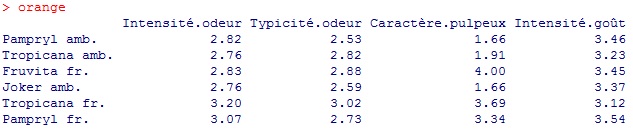 > orange
Intensité.odeur Typicité.odeur Caractère.pulpeux Intensité.goût
Pampryl amb. 2.82 2.53 1.66 3.46
Tropicana amb. 2.76 2.82 1.91 3.23
Fruvita fr. 2.83 2.88 4.00 3.45
Joker amb. 2.76 2.59 1.66 3.37
Tropicana fr. 3.20 3.02 3.69 3.12
Pampryl fr. 3.07 2.73 3.34 3.54